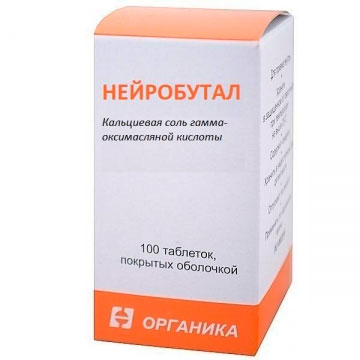 НЕЙРОБУТАЛ
Кальциевая соль гамма-
оксимасляной кислоты
100 таблеток,
покрытых оболочкой
ОРГАНИКА